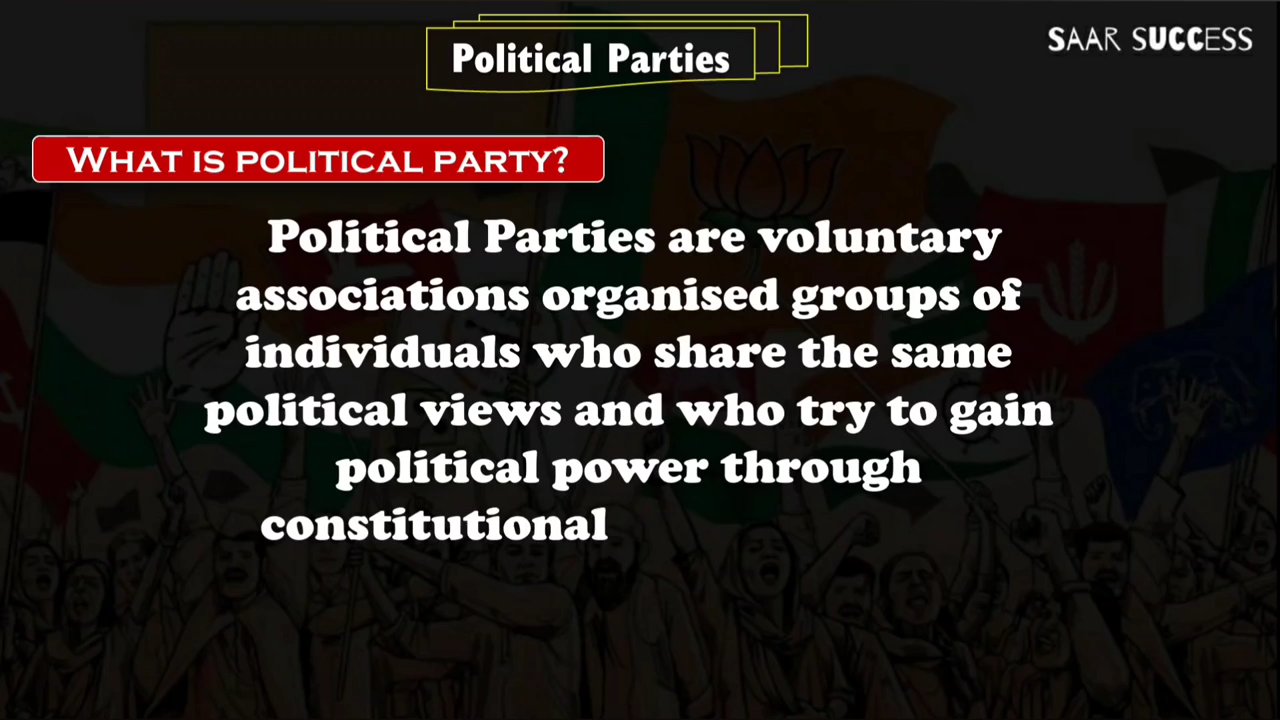 Political Parties
SAAR SUCCESS
WHAT IS POLITICAL PARTY?
Political Parties are voluntary
associations organised groups of
individuals who share the same
political views and who try to gain
political power through
constitutional